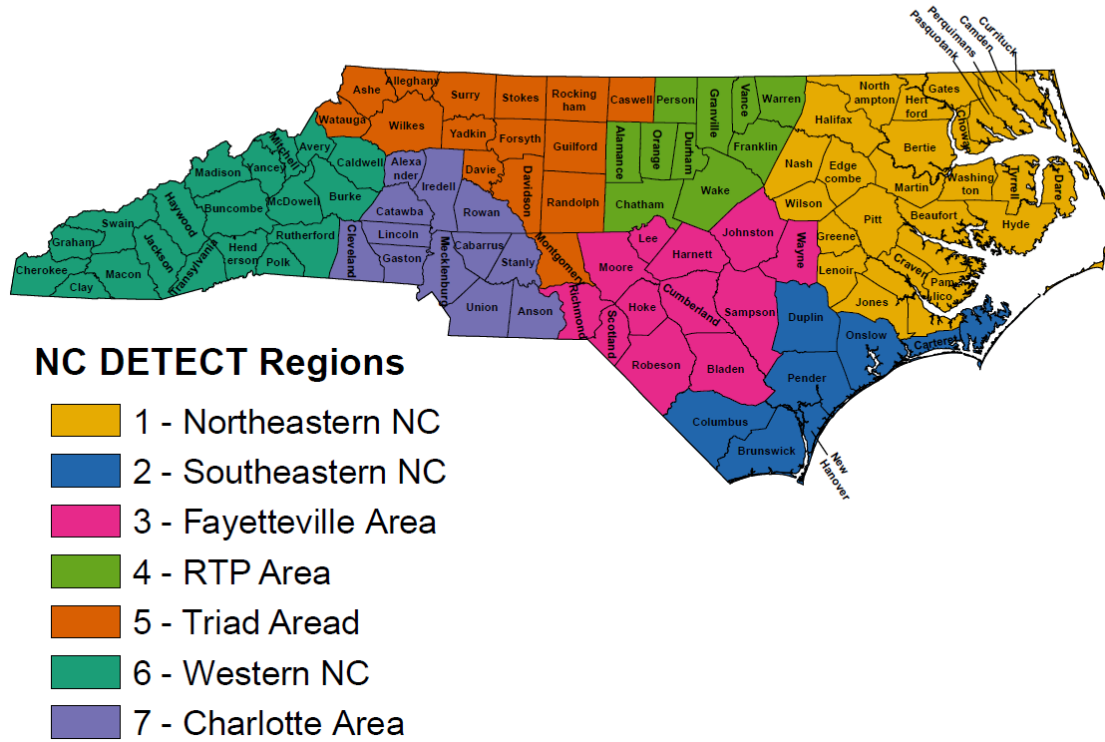 Currituck
Camden
Perquimans
Pasquotank
Ashe
Alleghany
Surry
Stokes
Rocking
ham
Caswell
Person
Granville
Vance
Warren
North
ampton
Hert
ford
Gates
Halifax
Watauga
Wilkes
Yadkin
Forsyth
Guilford
Alamance
Orange
Durham
Franklin
Chowan
Bertie
Mitchell
Avery
Caldwell
Alexa
nder
Iredell
Davie
Davidson
Randolph
Nash
Edge
combe
Martin
Washing
ton
Tyrrell
Dare
Madison
Yancey
McDowell
Burke
Catawba
Rowan
Chatham
Wake
Wilson
Pitt
Beaufort
Hyde
Haywood
Buncombe
Swain
Rutherford
Lincoln
Cleveland
Gaston
Mecklenburg
Cabarrus
Stanly
Montgomery
Moore
Lee
Harnett
Johnston
Wayne
Greene
Lenoir
Craven
Pam
lico
Jones
Graham
Jackson
Transylvania
Hend
erson
Polk
Cherokee
Macon
Clay
Union
Anson
Richmond
Scotland
Hoke
Cumberland
Sampson
Duplin
Onslow
Carteret
Robeson
Bladen
Pender
Columbus
Brunswick
New
Hanover
NC DETECT Regions
1 - Northeastern NC
2 - Southeastern NC
3 - Fayetteville Area
4 - RTP Area
5 - Triad Aread
6 - Western NC
7 - Charlotte Area